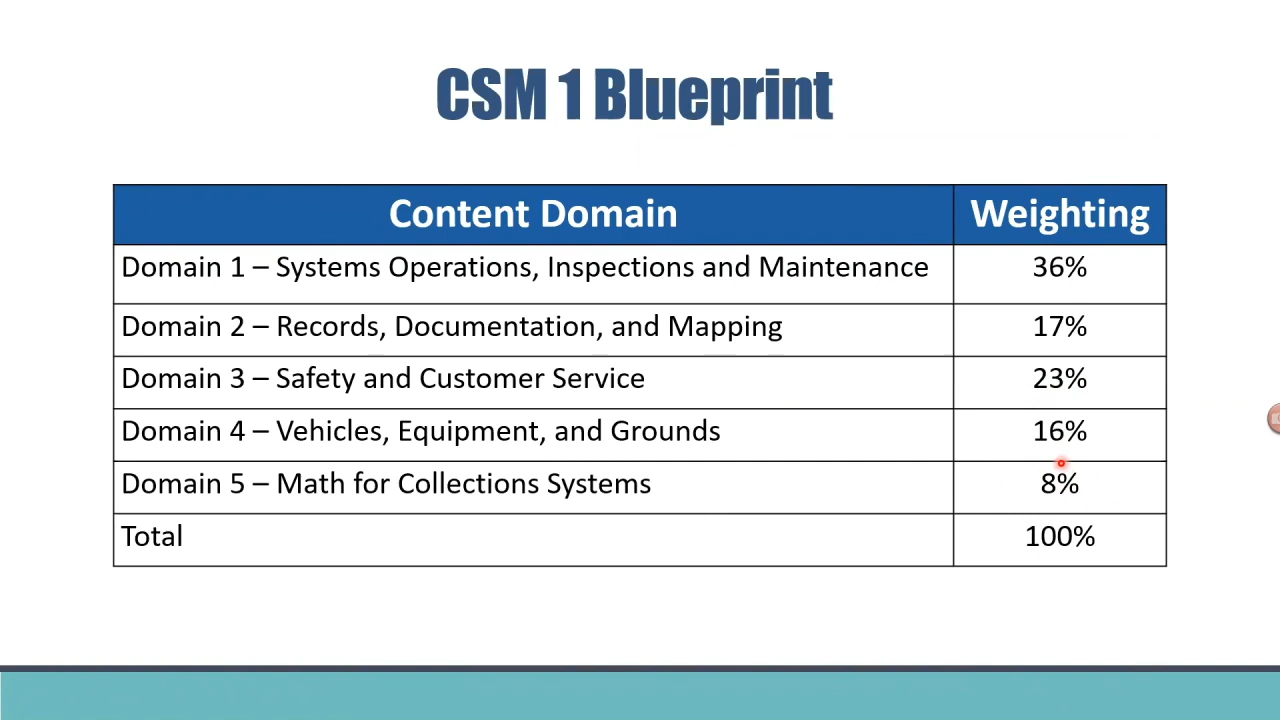 CSM 1 Blueprint
Content Domain Weighting
Domain 1 – Systems Operations, Inspections and Maintenance 36%
Domain 2 – Records, Documentation, and Mapping 17%
Domain 3 – Safety and Customer Service 23%
Domain 4 – Vehicles, Equipment, and Grounds 16%
Domain 5 – Math for Collections Systems 8%
Total 100%